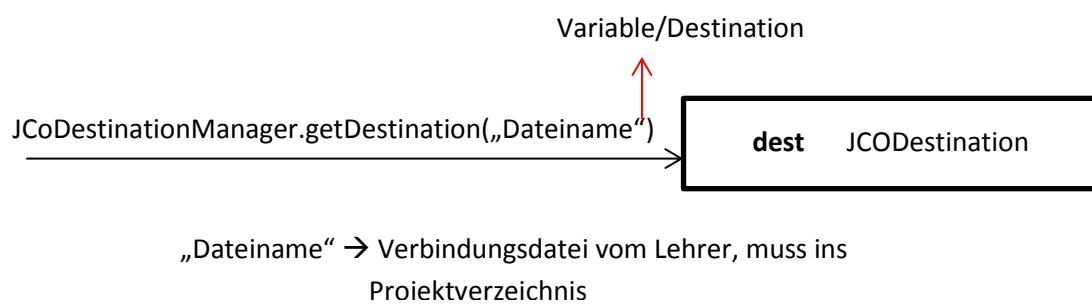 Variable/Destination
JCoDestinationManager.getDestination(„Dateiname“)
dest JCODestination
„Dateiname“ → Verbindungsdatei vom Lehrer, muss ins
Projektverzeichnis